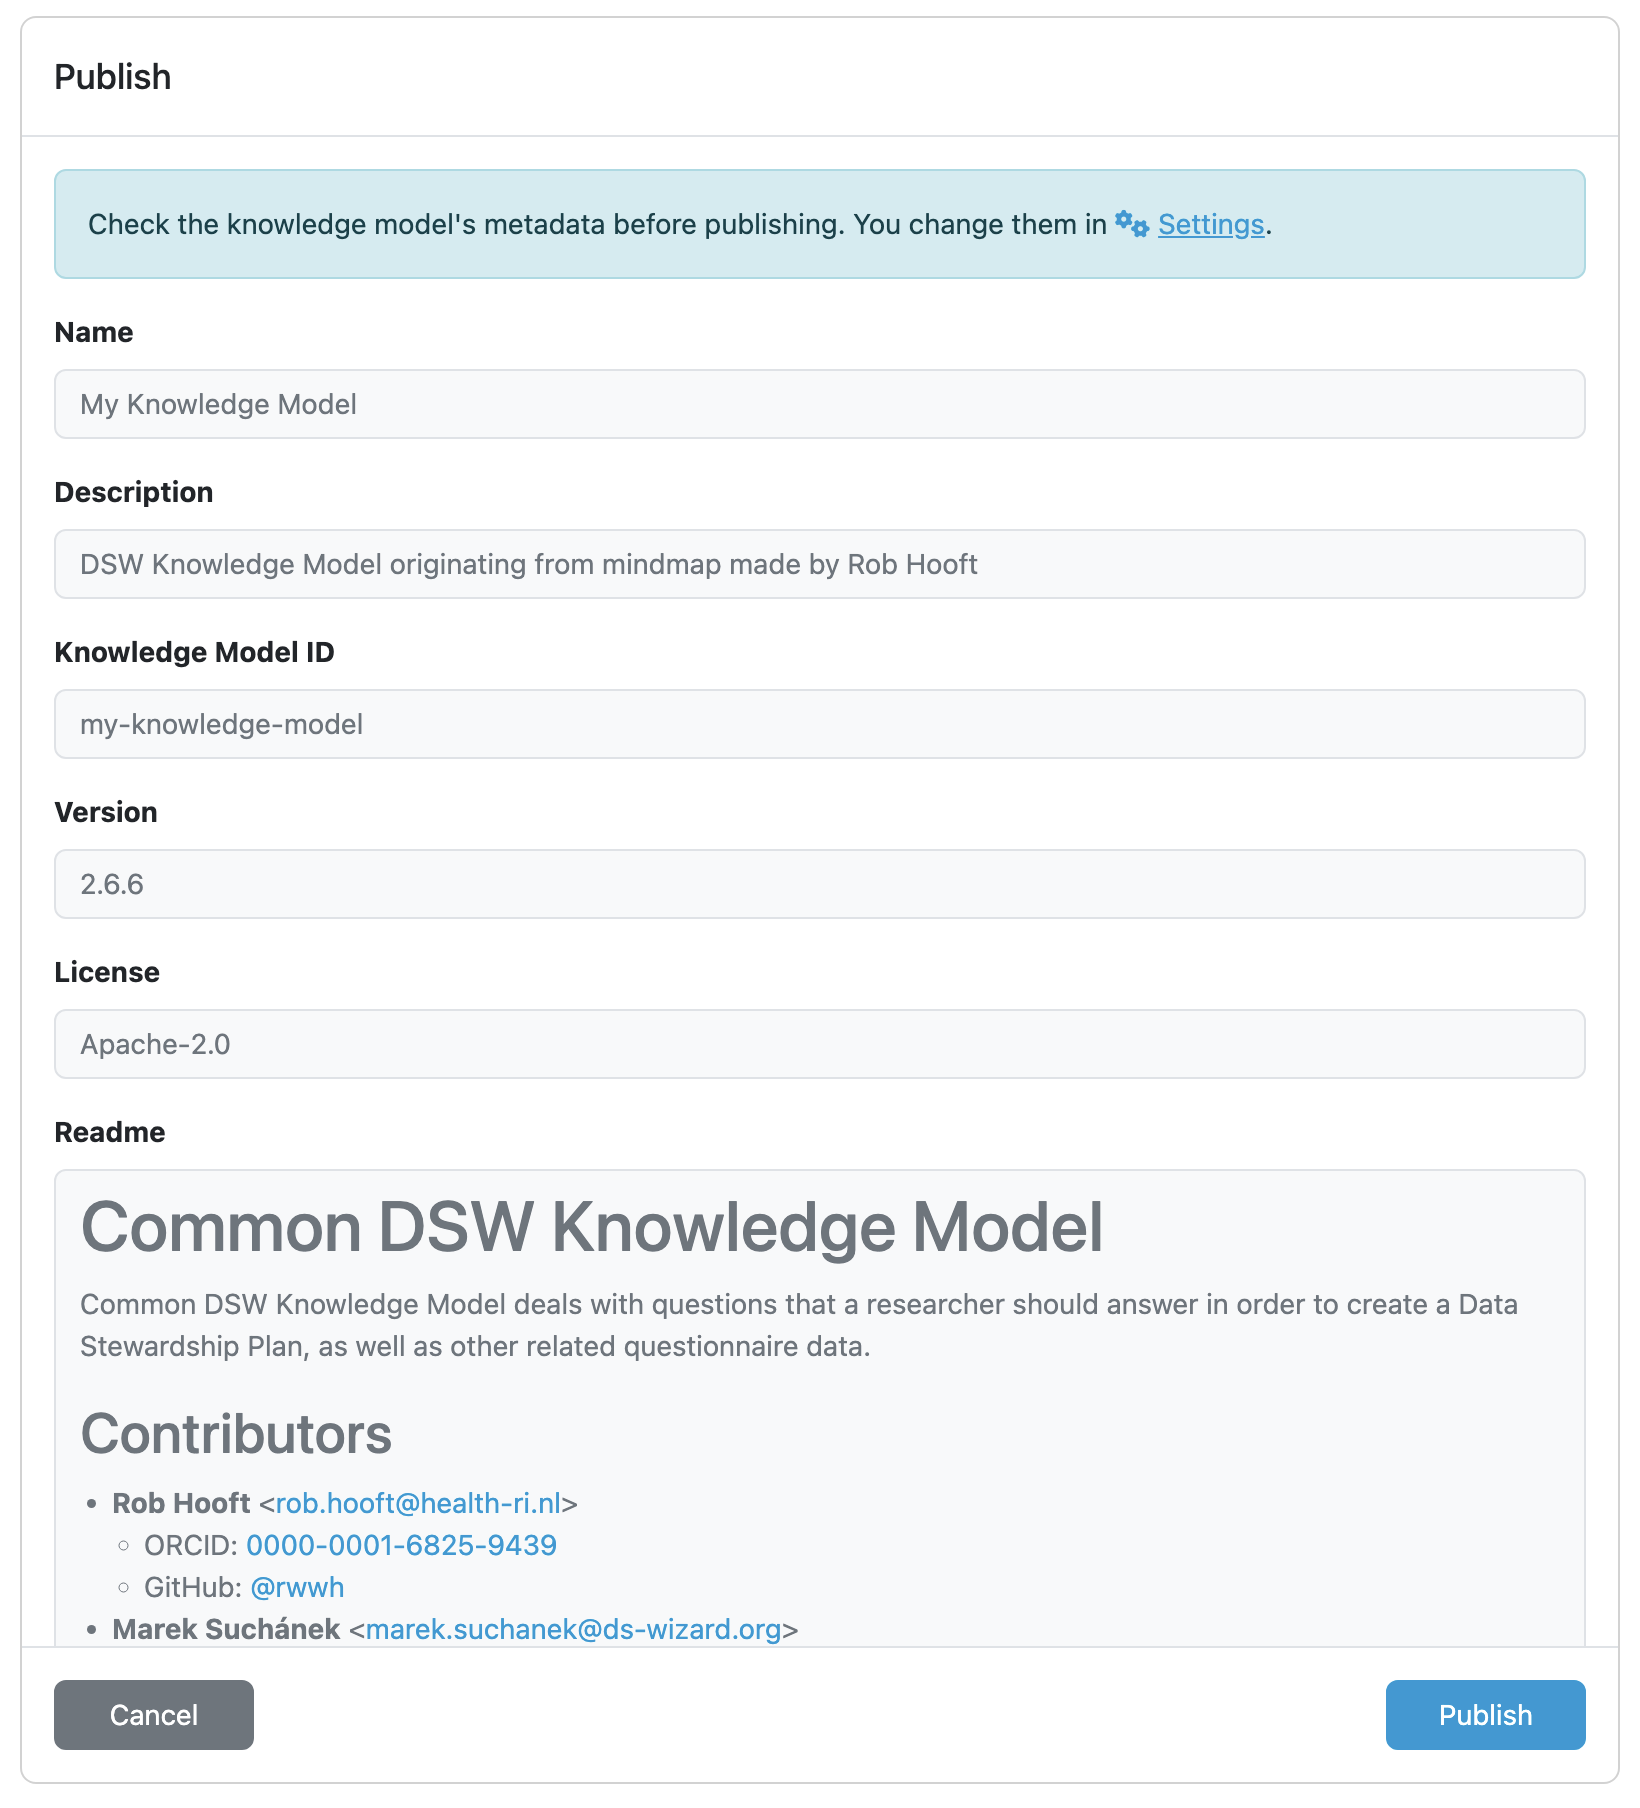 Publish
Check the knowledge model's metadata before publishing. You change them in Settings.
Name
My Knowledge Model
Description
DSW Knowledge Model originating from mindmap made by Rob Hooft
Knowledge Model ID
my-knowledge-model
Version
2.6.6
License
Apache-2.0
Readme
Common DSW Knowledge Model
Common DSW Knowledge Model deals with questions that a researcher should answer in order to create a Data
Stewardship Plan, as well as other related questionnaire data.
Contributors
• Rob Hooft <rob.hooft@health-ri.nl>
◦ ORCID: 0000-0001-6825-9439
◦ GitHub: @rwwh
• Marek Suchánek <marek.suchanek@ds-wizard.org>
Cancel
Publish